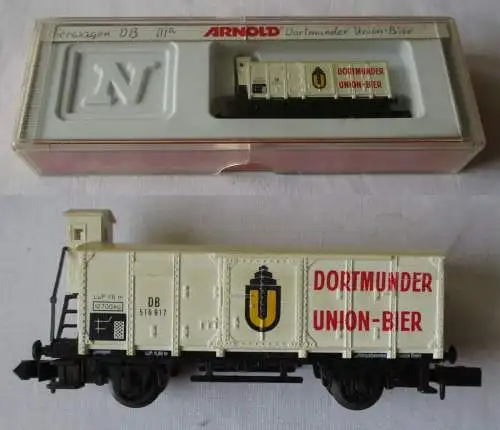 Bierwagen DB IIIa ARNOLD Dortmunder Union-Bier
N
U DORTMUNDER
UNION-BIER
DB
516 817
U
DORTMUNDER
UNION-BIER